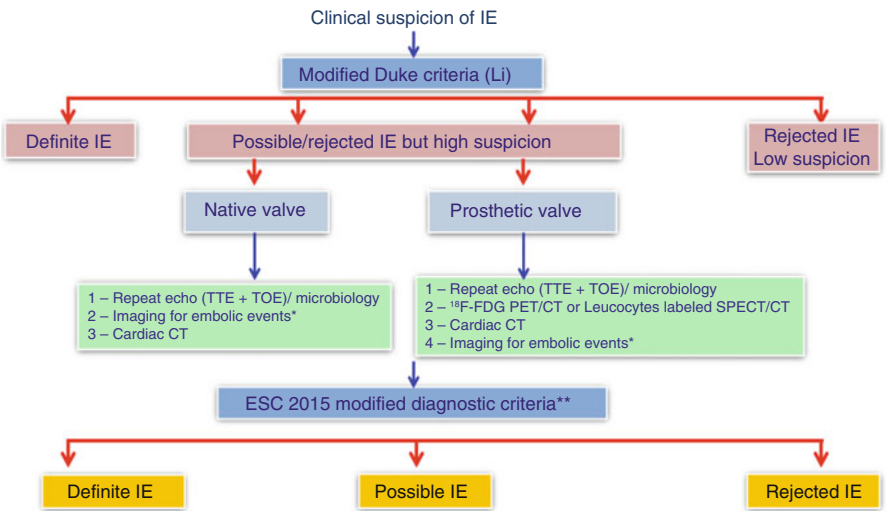 Clinical suspicion of IE
Modified Duke criteria (Li)
Definite IE
Possible/rejected IE but high suspicion
Rejected IE
Low suspicion
Native valve
Prosthetic valve
1 – Repeat echo (TTE + TOE)/ microbiology
2 – Imaging for embolic events*
3 – Cardiac CT
1 – Repeat echo (TTE + TOE)/ microbiology
2 – ¹⁸F-FDG PET/CT or Leucocytes labeled SPECT/CT
3 – Cardiac CT
4 – Imaging for embolic events*
ESC 2015 modified diagnostic criteria**
Definite IE
Possible IE
Rejected IE